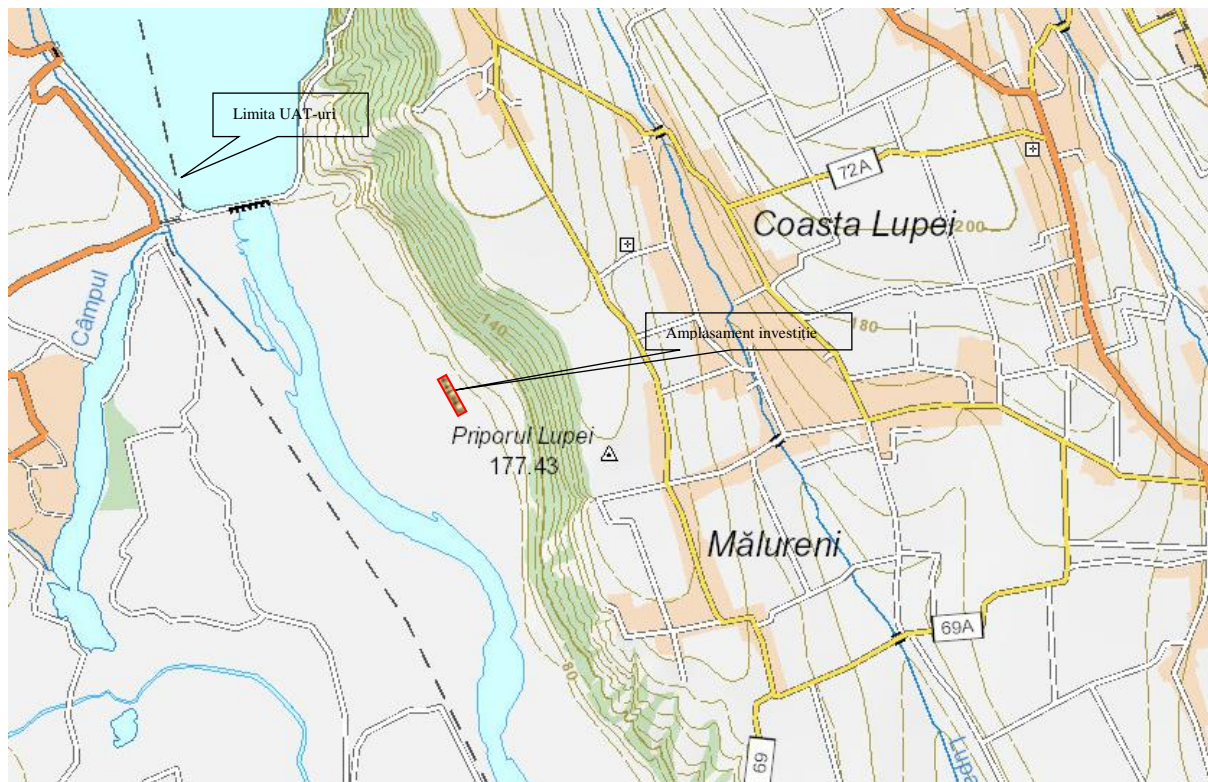 Limita UAT-uri
72A
Coasta Lupei
200
Câmpul
140
Amplasament investiție
180
Priporul Lupei
177.43
Mălureni
69A
80
69
Lupa